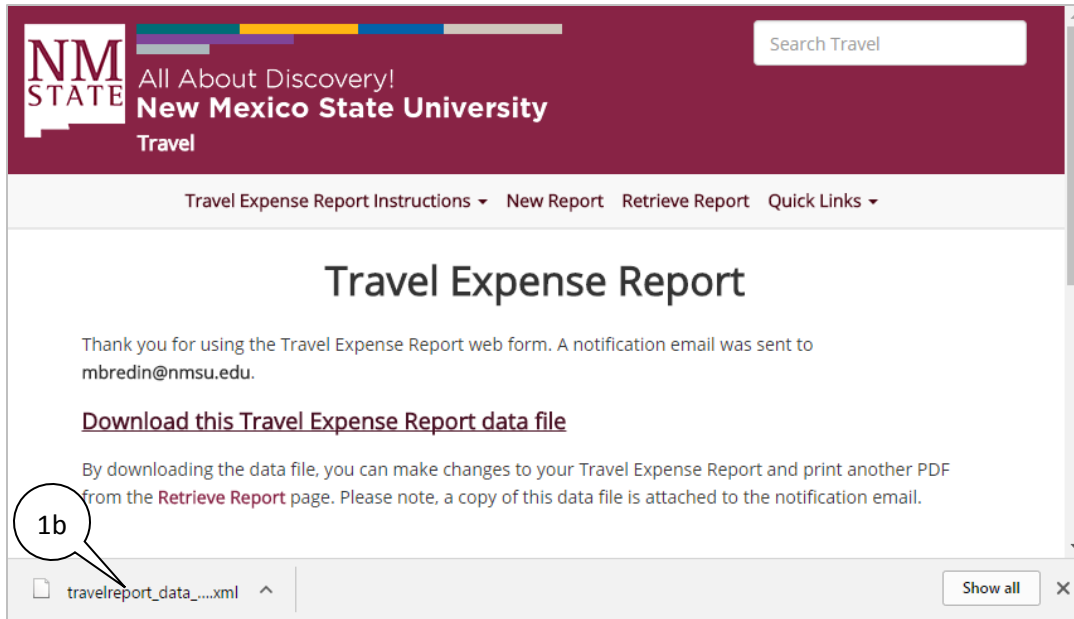 NM
STATE
All About Discovery!
New Mexico State University
Travel
Search Travel
Travel Expense Report Instructions New Report Retrieve Report Quick Links
Travel Expense Report
Thank you for using the Travel Expense Report web form. A notification email was sent to
mbredin@nmsu.edu.
Download this Travel Expense Report data file
By downloading the data file, you can make changes to your Travel Expense Report and print another PDF
from the Retrieve Report page. Please note, a copy of this data file is attached to the notification email.
1b
travelreport_data_....xml
Show all